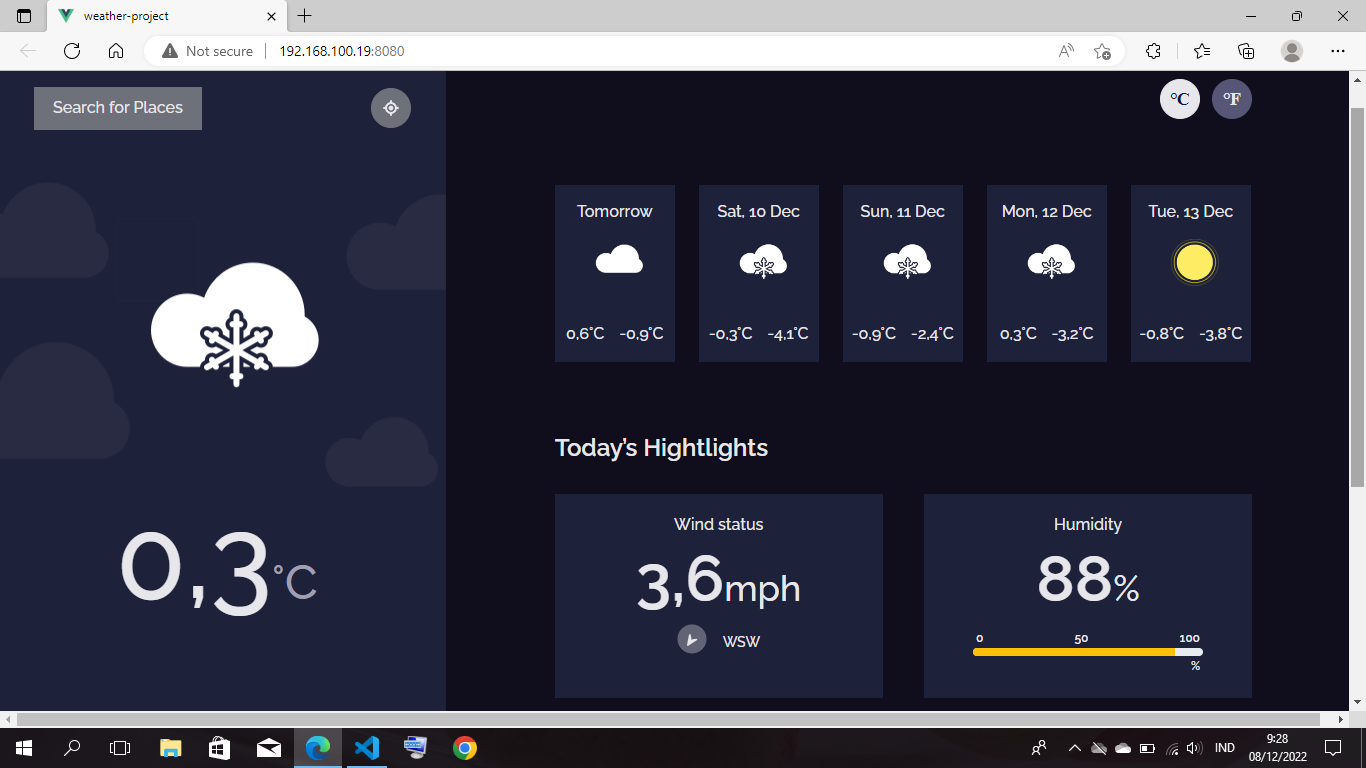 weather-project
Not secure
192.168.100.19:8080
Search for Places
°C °F
Tomorrow
0,6°C -0,9°C
Sat, 10 Dec
-0,3°C -4,1°C
Sun, 11 Dec
-0,9°C -2,4°C
Mon, 12 Dec
0,3°C -3,2°C
Tue, 13 Dec
-0,8°C -3,8°C
0,3°C
Today’s Hightlights
Wind status
3,6mph
WSW
Humidity
88%
0 50 100
%
IND
9:28
08/12/2022